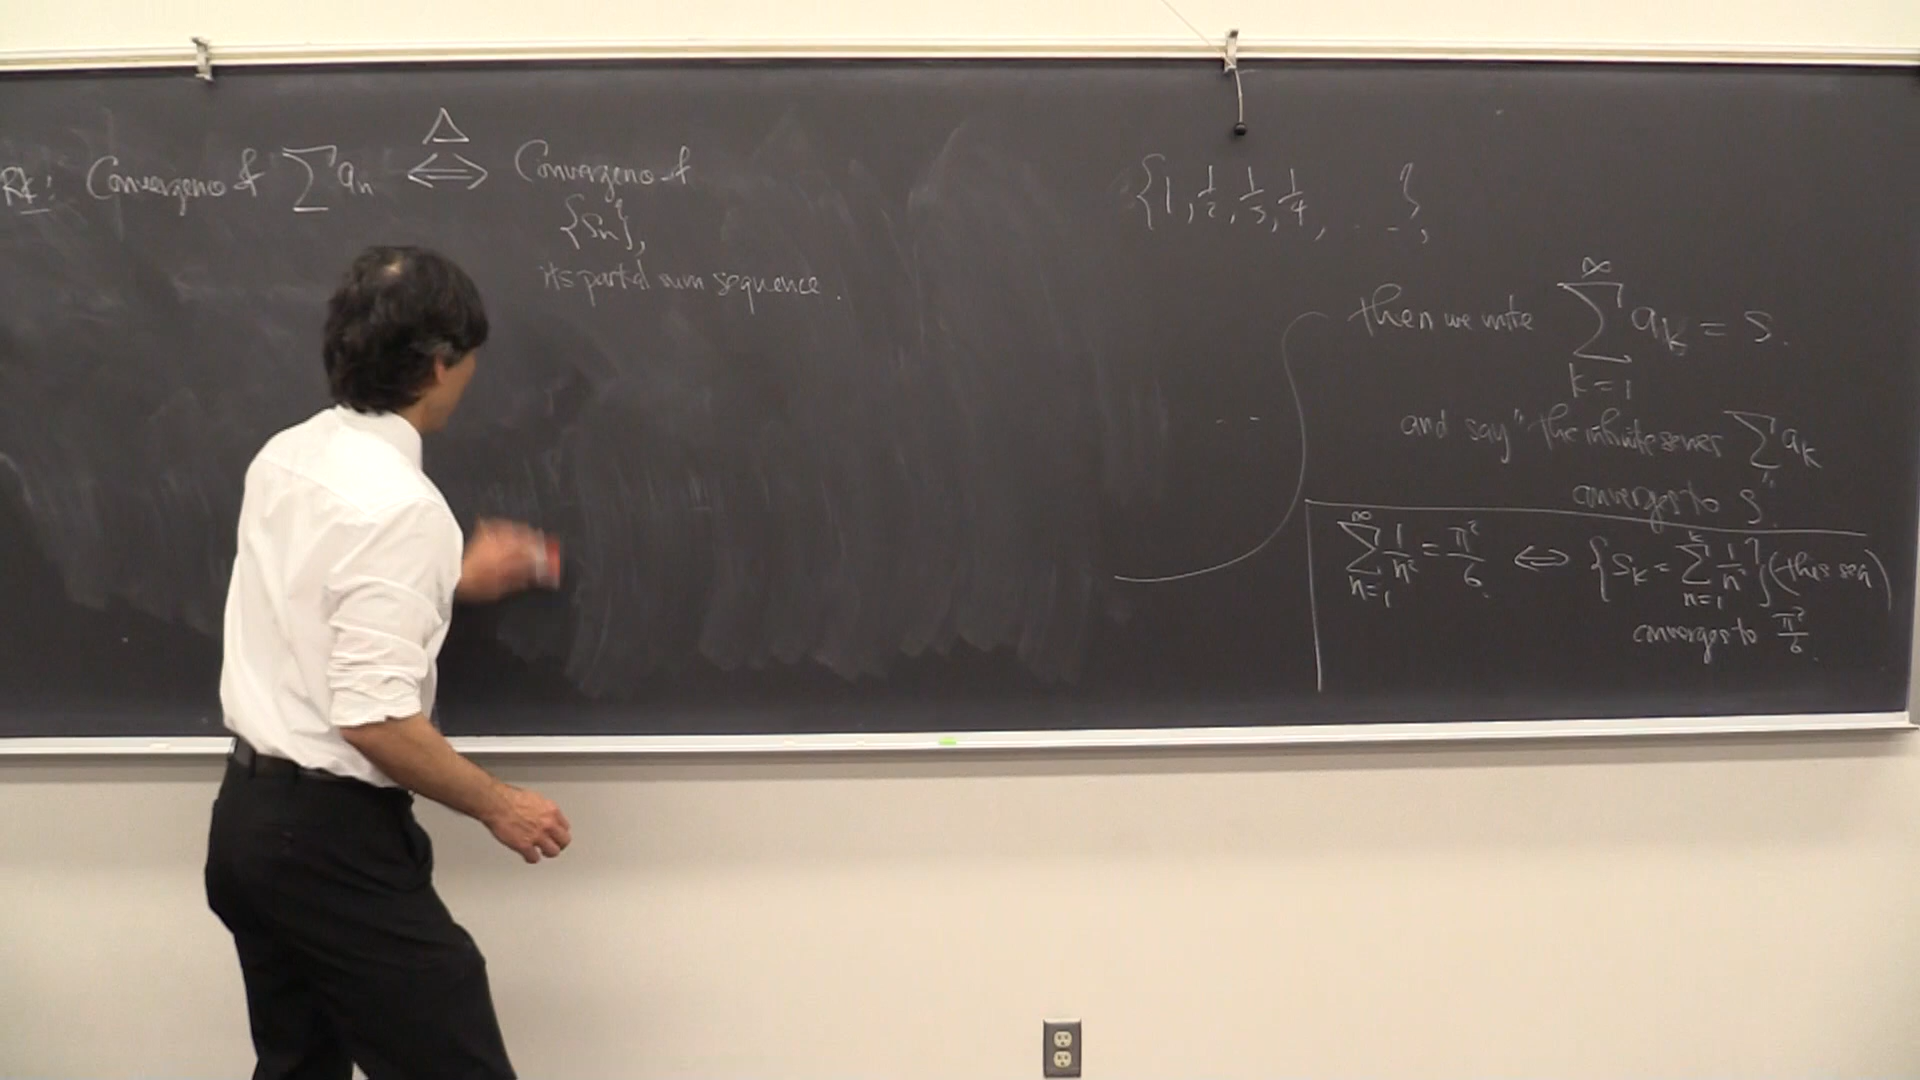 Rk: Convergence of ∑ a_n ⟺ Convergence of
△
{S_n},
its partial sum sequence.
{1, 1/2, 1/3, 1/4, ... },
then we write ∑_{k=1}^{∞} a_k = S.
and say "the infinite series ∑ a_k
converges to S".
∑_{n=1}^{∞} 1/n² = π²/6 ⟺ {S_k = ∑_{n=1}^{k} 1/n²} (this seq)
converges to π²/6.